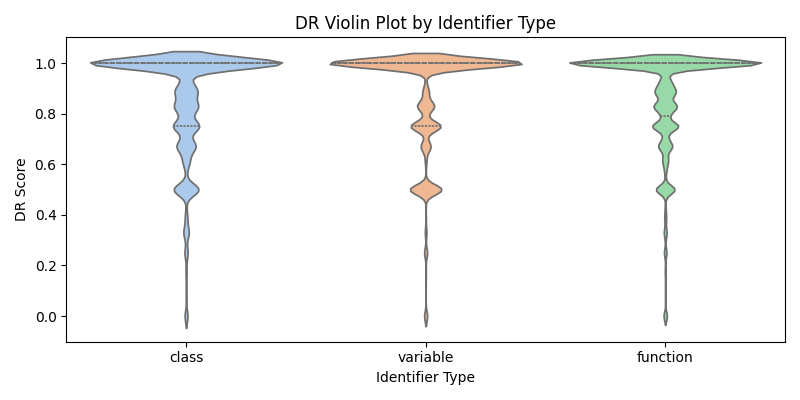 DR Violin Plot by Identifier Type
1.0
0.8
0.6
0.4
0.2
0.0
DR Score
class
variable
function
Identifier Type